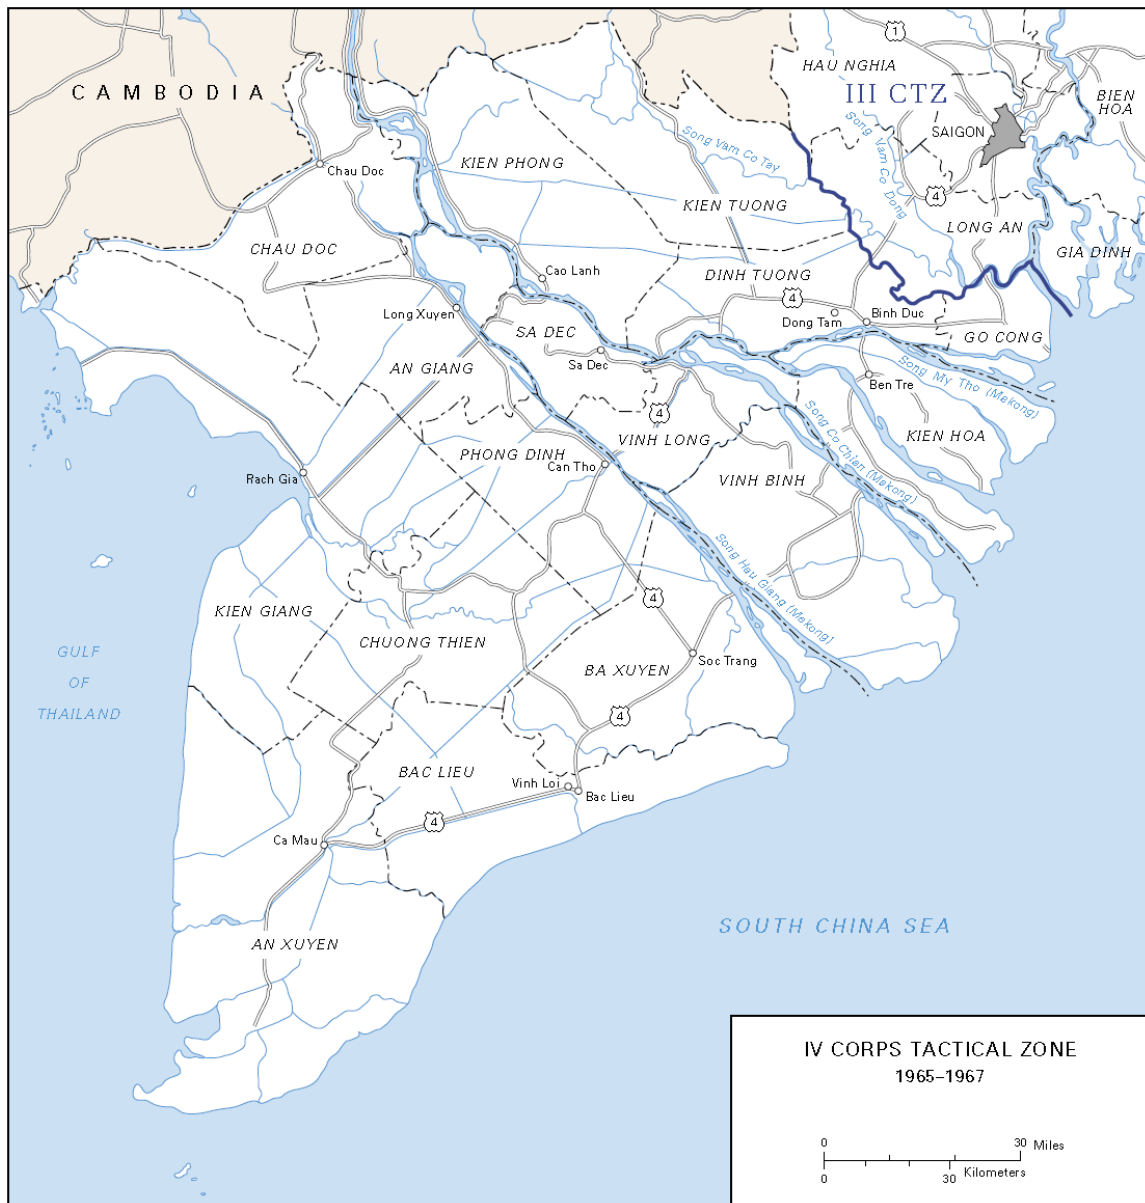 1
HAU NGHIA
CAMBODIA
III CTZ
BIEN
HOA
SAIGON
Song Vam Co Tay
Song Vam Co Dong
KIEN PHONG
Chau Doc
4
KIEN TUONG
LONG AN
CHAU DOC
GIA DINH
Cao Lanh
DINH TUONG
4
Long Xuyen
Dong Tam
Binh Duc
SA DEC
GO CONG
Sa Dec
AN GIANG
Song My Tho (Mekong)
Ben Tre
4
Song Co Chien (Mekong)
VINH LONG
KIEN HOA
PHONG DINH
Can Tho
Rach Gia
VINH BINH
Song Hau Giang (Mekong)
4
KIEN GIANG
CHUONG THIEN
GULF
OF
THAILAND
Soc Trang
BA XUYEN
4
BAC LIEU
Vinh Loi
Bac Lieu
4
Ca Mau
SOUTH CHINA SEA
AN XUYEN
IV CORPS TACTICAL ZONE
1965–1967
0 30 Miles
0 30 Kilometers